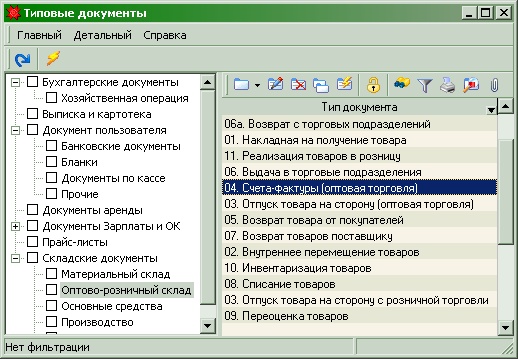 Типовые документы
Главный Детальный Справка
Бухгалтерские документы
Хозяйственная операция
Выписка и картотека
Документ пользователя
Банковские документы
Бланки
Документы по кассе
Прочие
Документы аренды
Документы Зарплаты и ОК
Прайс-листы
Складские документы
Материальный склад
Оптово-розничный склад
Основные средства
Производство
Тип документа
06а. Возврат с торговых подразделений
01. Накладная на получение товара
11. Реализация товаров в розницу
06. Выдача в торговые подразделения
04. Счета-Фактуры (оптовая торговля)
03. Отпуск товара на сторону (оптовая торговля)
05. Возврат товара от покупателей
07. Возврат товаров поставщику
02. Внутреннее перемещение товаров
10. Инвентаризация товаров
08. Списание товаров
03. Отпуск товара на сторону с розничной торговли
09. Переоценка товаров
Нет фильтрации